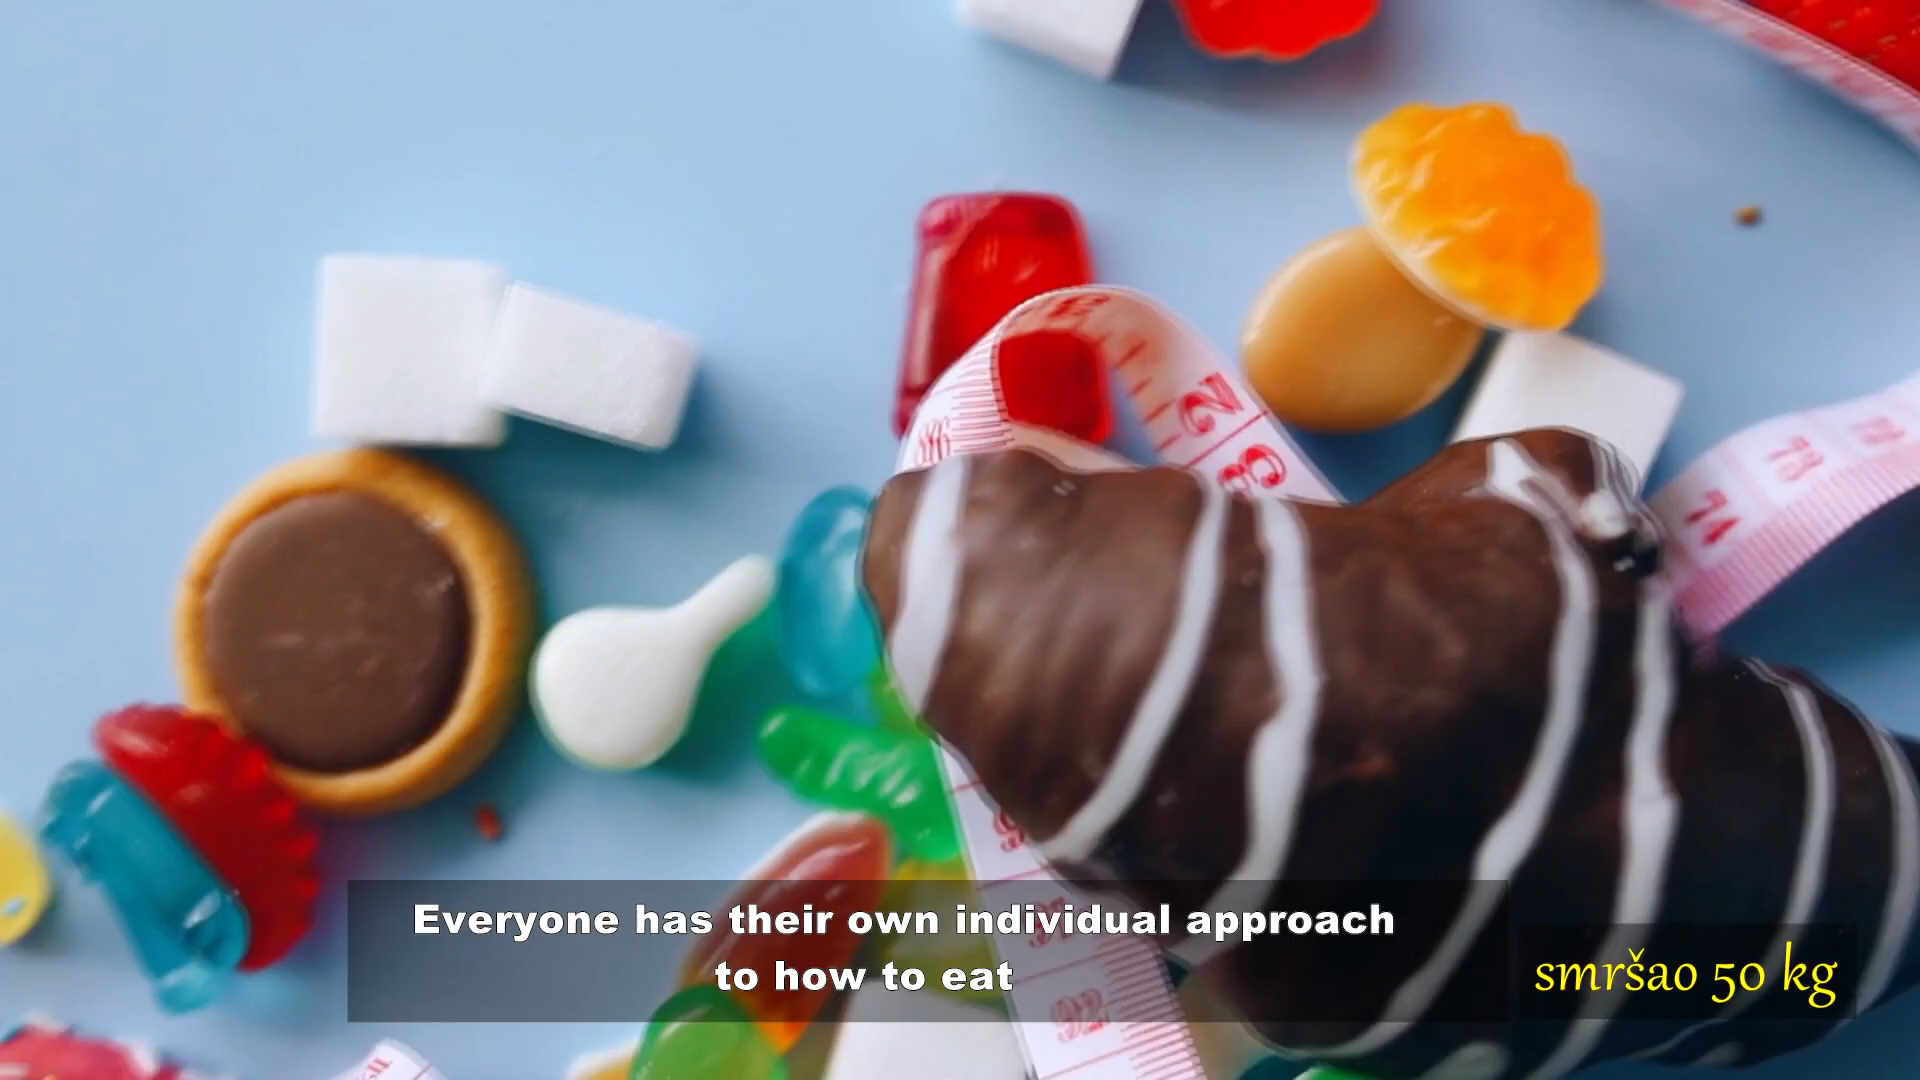 Everyone has their own individual approach
to how to eat
smršao 50 kg